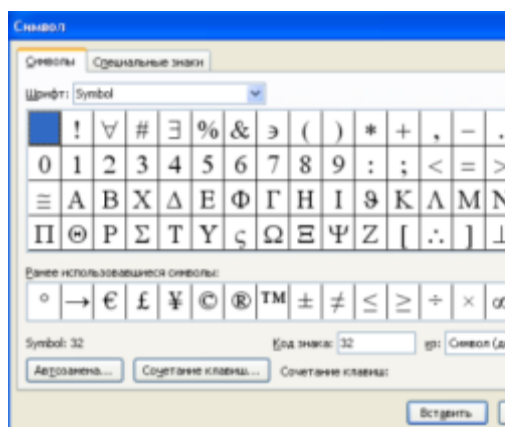 Символ
Символы Специальные знаки
Шрифт: Symbol
! ∀ # ∃ % & ϶ ( ) * + , − .
0 1 2 3 4 5 6 7 8 9 : ; < = >
≅ Α Β Χ Δ Ε Φ Γ Η Ι ϑ Κ Λ Μ Ν
Π Θ Ρ Σ Τ Υ ς Ω Ξ Ψ Ζ [ ∴ ] ⊥
Ранее использовавшиеся символы:
° → € £ ¥ © ® ™ ± ≠ ≤ ≥ ÷ × ∞
Symbol: 32 Код знака: 32 из: Символ (д
Автозамена... Сочетание клавиш... Сочетание клавиш:
Вставить